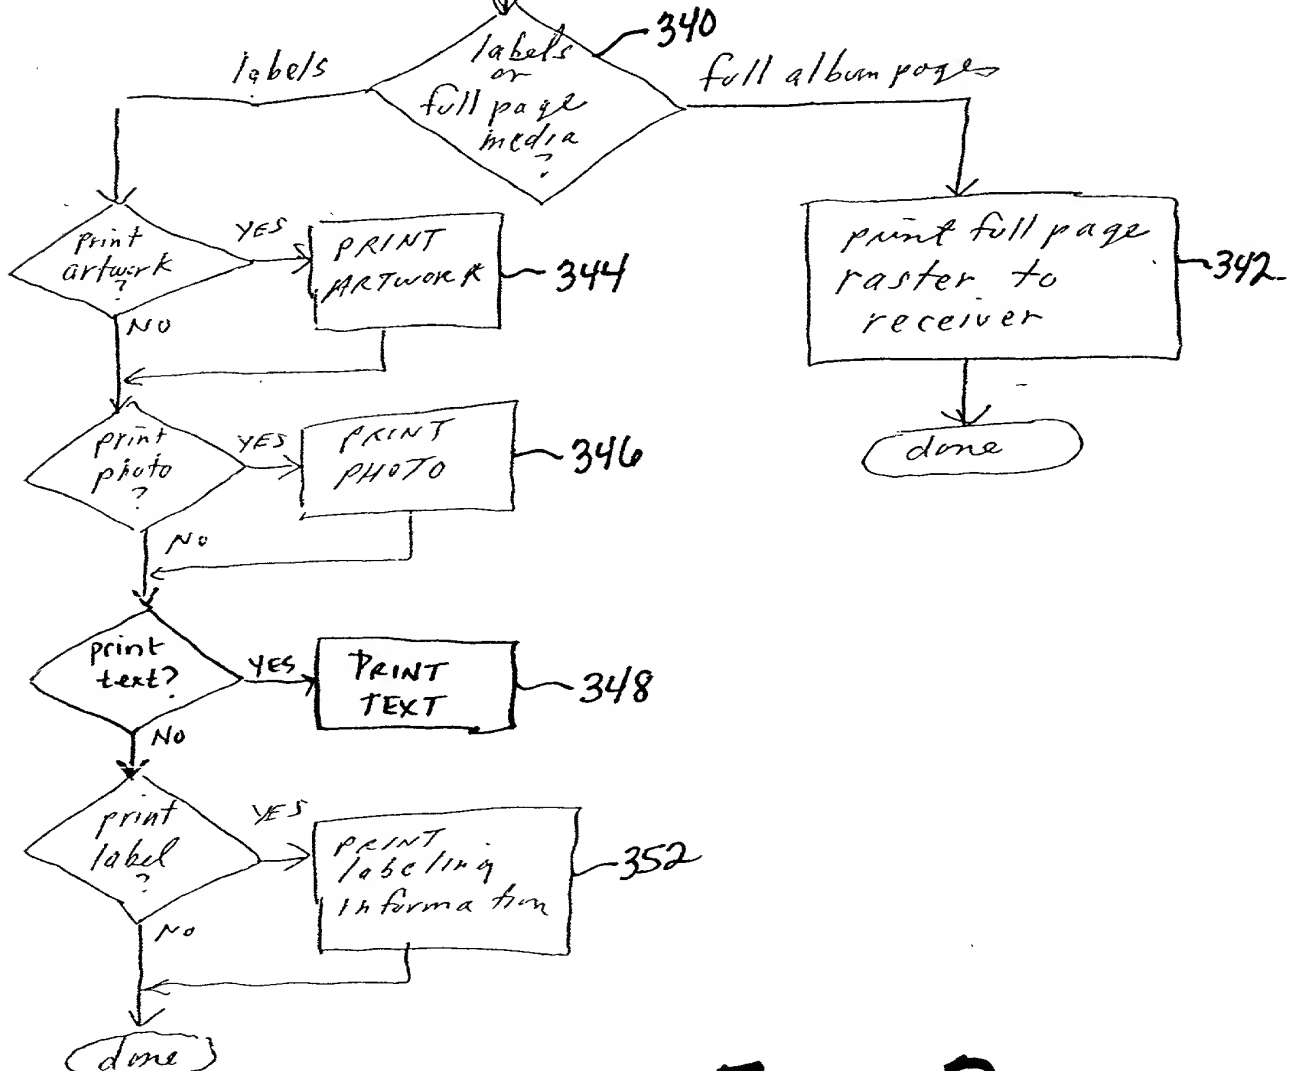 340
labels
or
full page
media
?
labels
full album pages
print
artwork
?
YES
PRINT
ARTWORK
344
NO
print full page
raster to
receiver
342
done
print
photo
?
YES
PRINT
PHOTO
346
NO
print
text?
YES
PRINT
TEXT
348
NO
print
label
?
YES
PRINT
labeling
information
352
NO
done